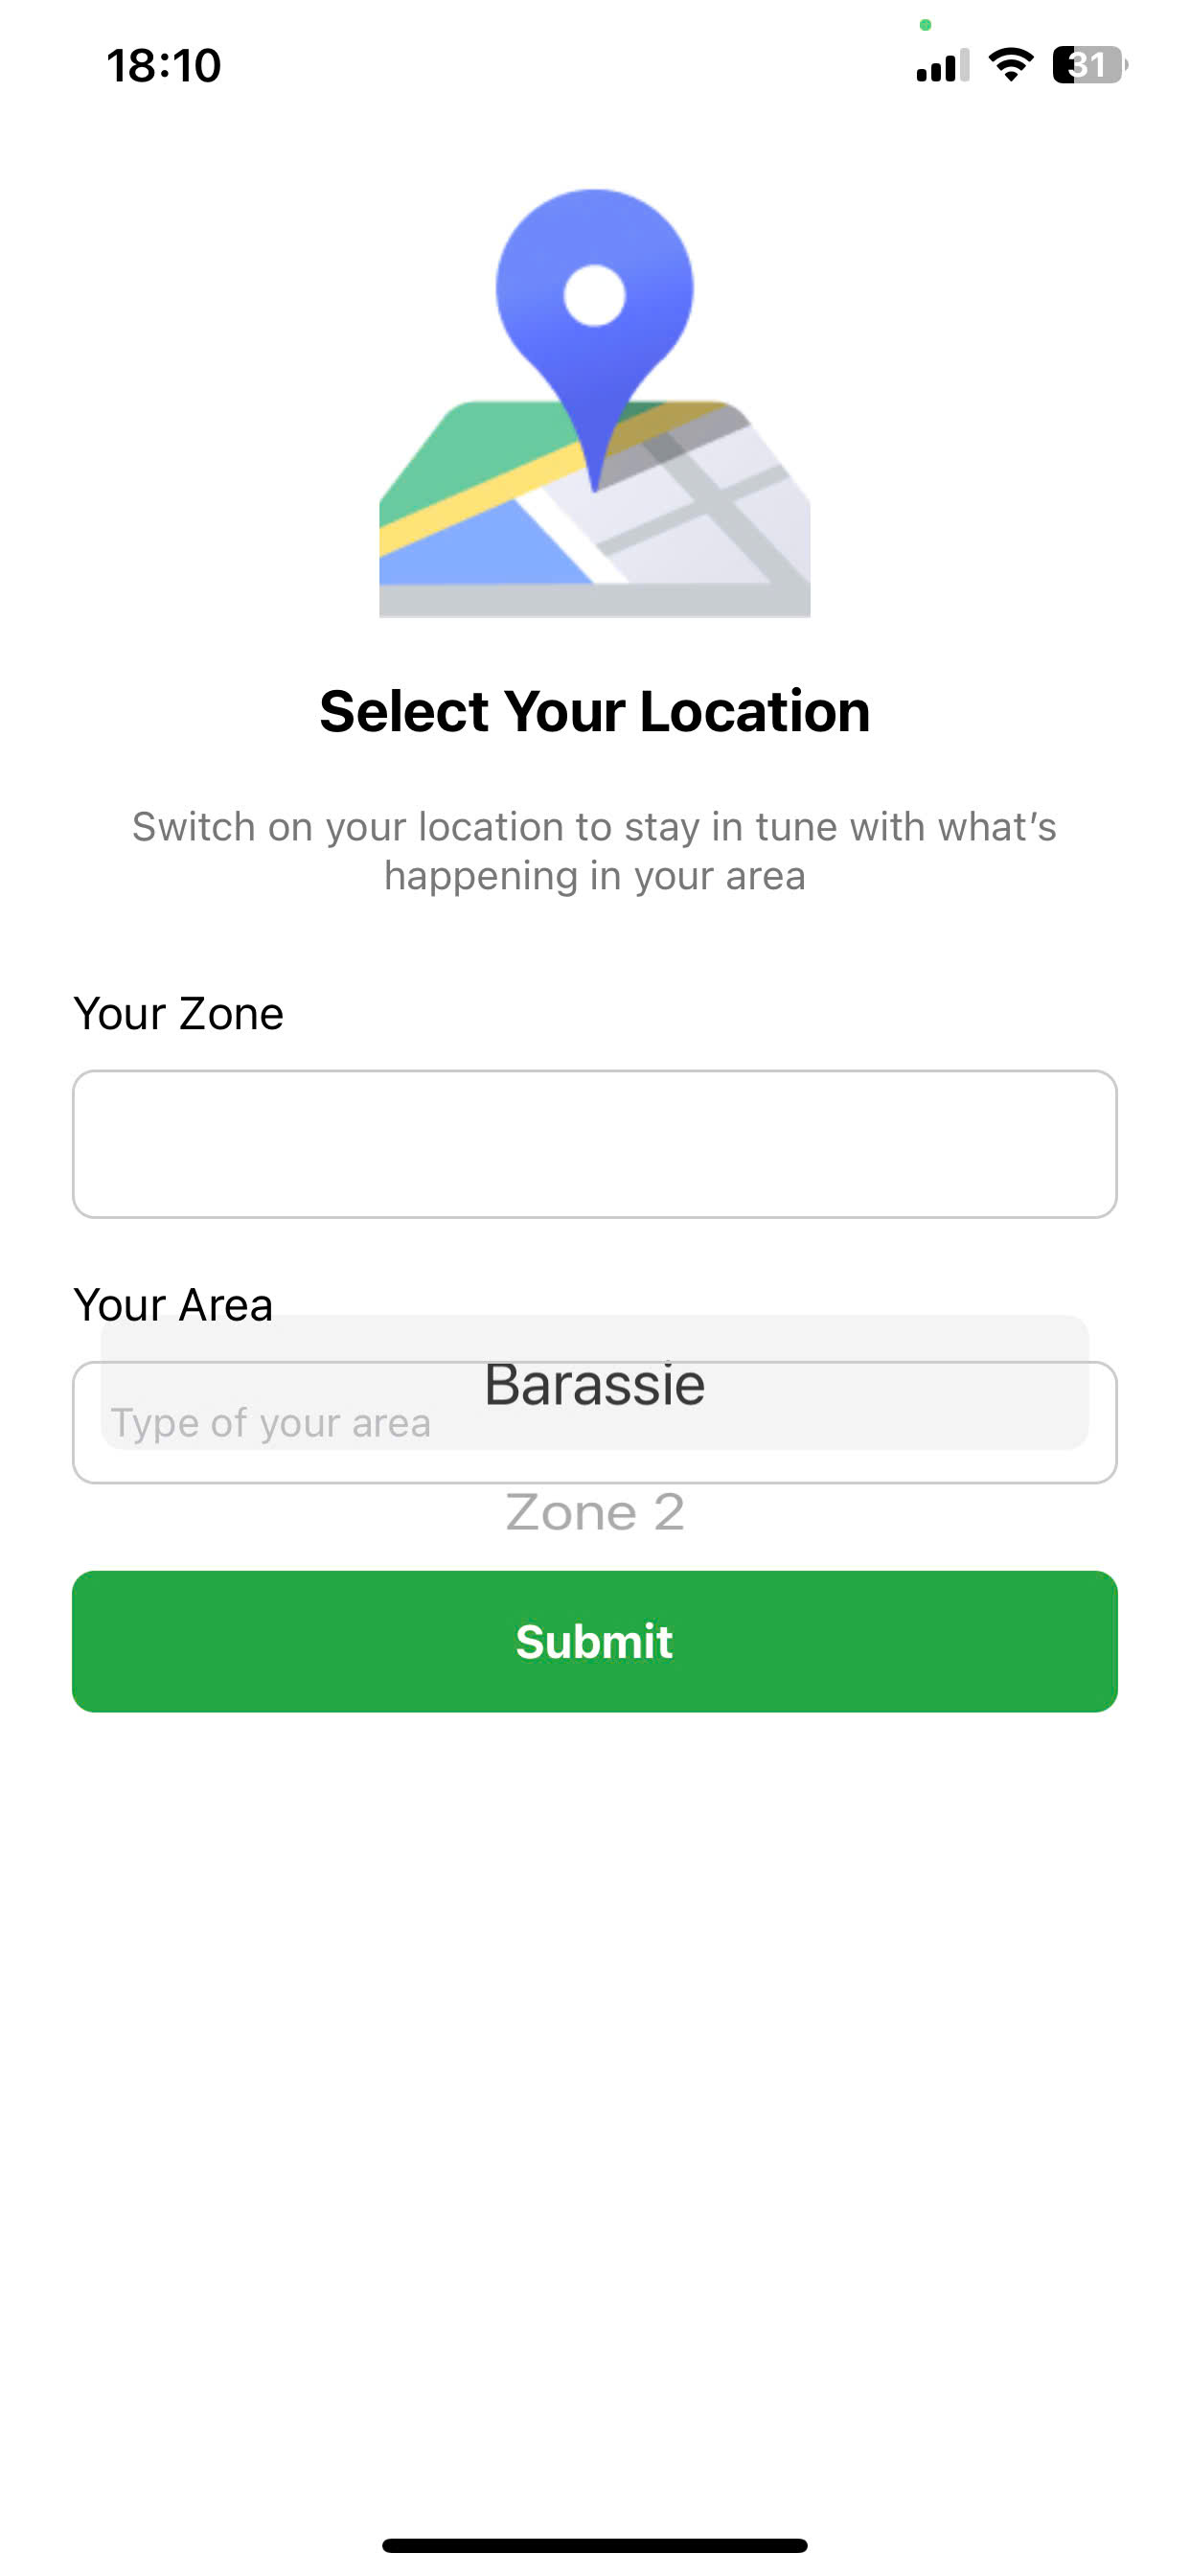 18:10
31
Select Your Location
Switch on your location to stay in tune with what’s
happening in your area
Your Zone
Your Area
Barassie
Type of your area
Zone 2
Submit